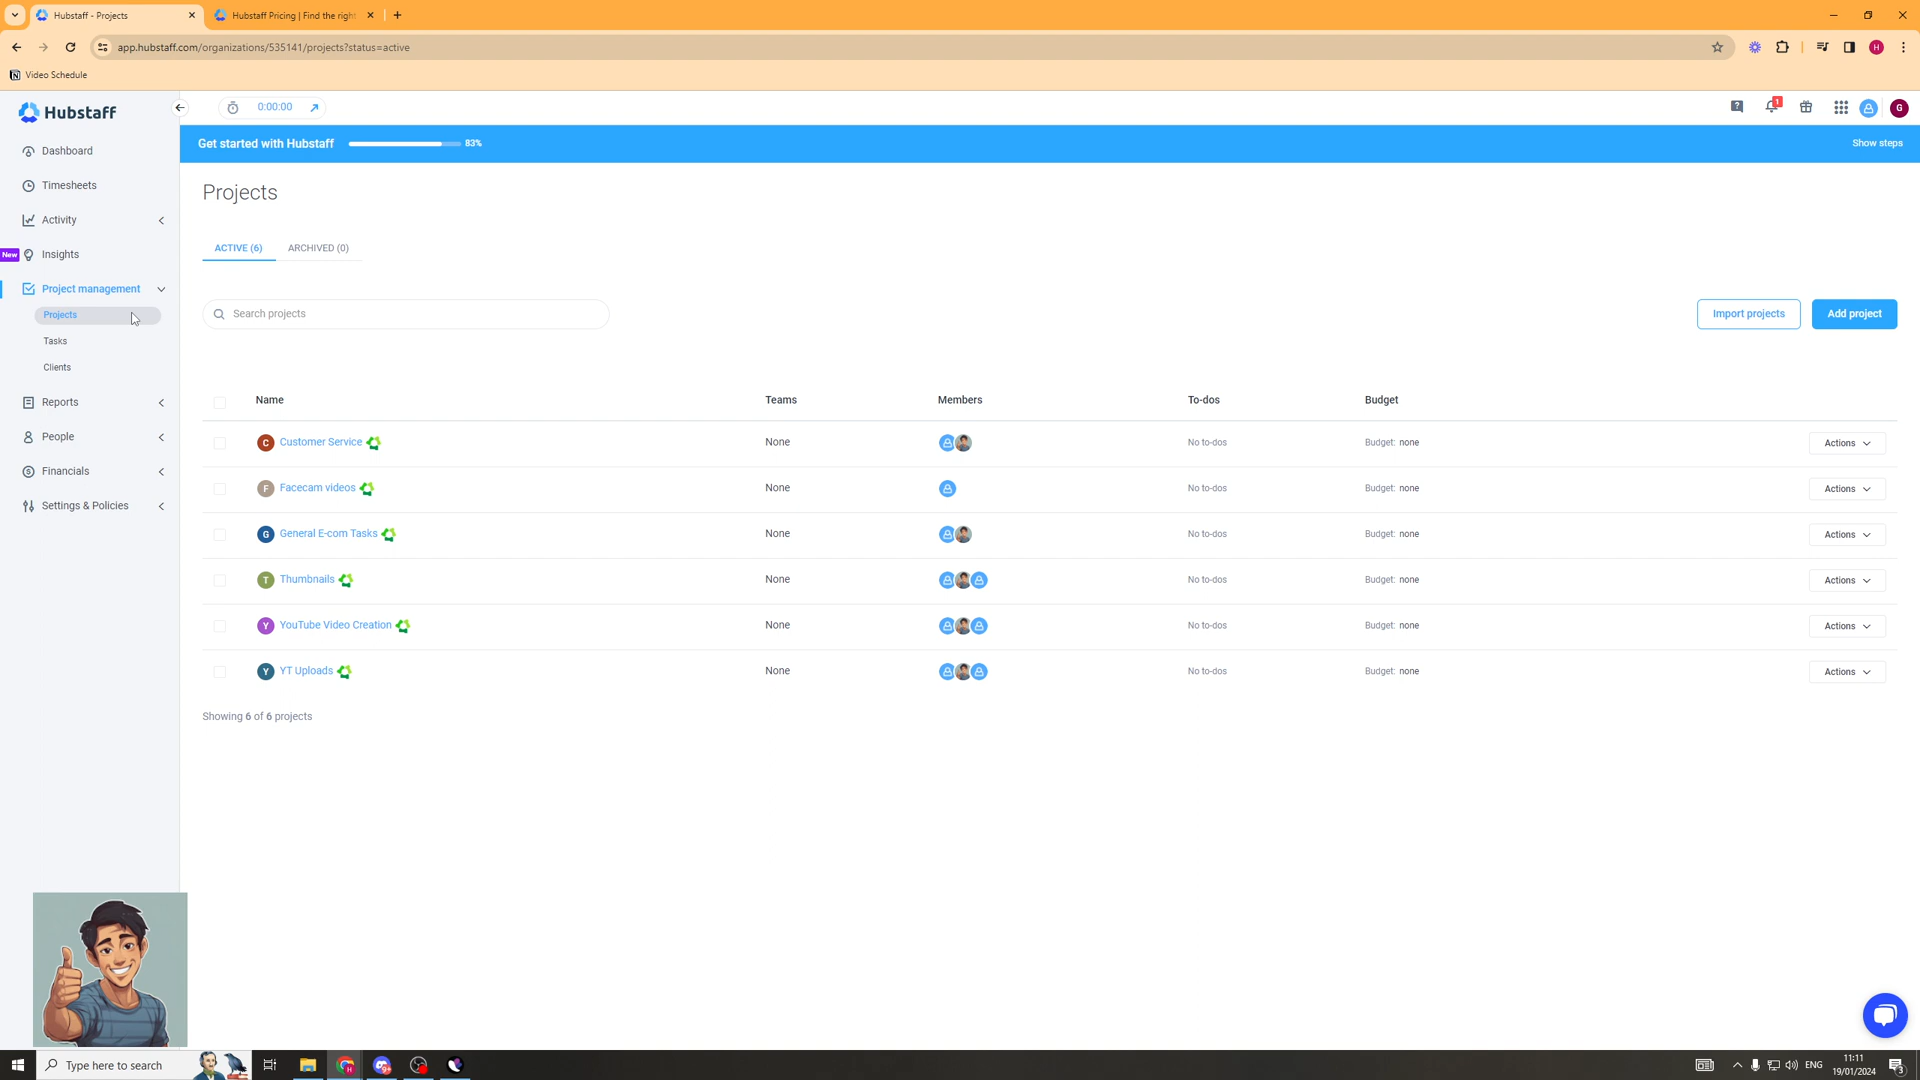 Hubstaff - Projects
Hubstaff Pricing | Find the righ
app.hubstaff.com/organizations/535141/projects?status=active
H
Video Schedule
Hubstaff
0:00:00
1
G
Get started with Hubstaff
83%
Show steps
Dashboard
Timesheets
Activity
New
Insights
Project management
Projects
Tasks
Clients
Reports
People
Financials
Settings & Policies
Projects
ACTIVE (6)
ARCHIVED (0)
Search projects
Import projects
Add project
Name
Teams
Members
To-dos
Budget
C
Customer Service
None
No to-dos
Budget: none
Actions
F
Facecam videos
None
No to-dos
Budget: none
Actions
G
General E-com Tasks
None
No to-dos
Budget: none
Actions
T
Thumbnails
None
No to-dos
Budget: none
Actions
Y
YouTube Video Creation
None
No to-dos
Budget: none
Actions
Y
YT Uploads
None
No to-dos
Budget: none
Actions
Showing 6 of 6 projects
Type here to search
ENG
11:11
19/01/2024
3